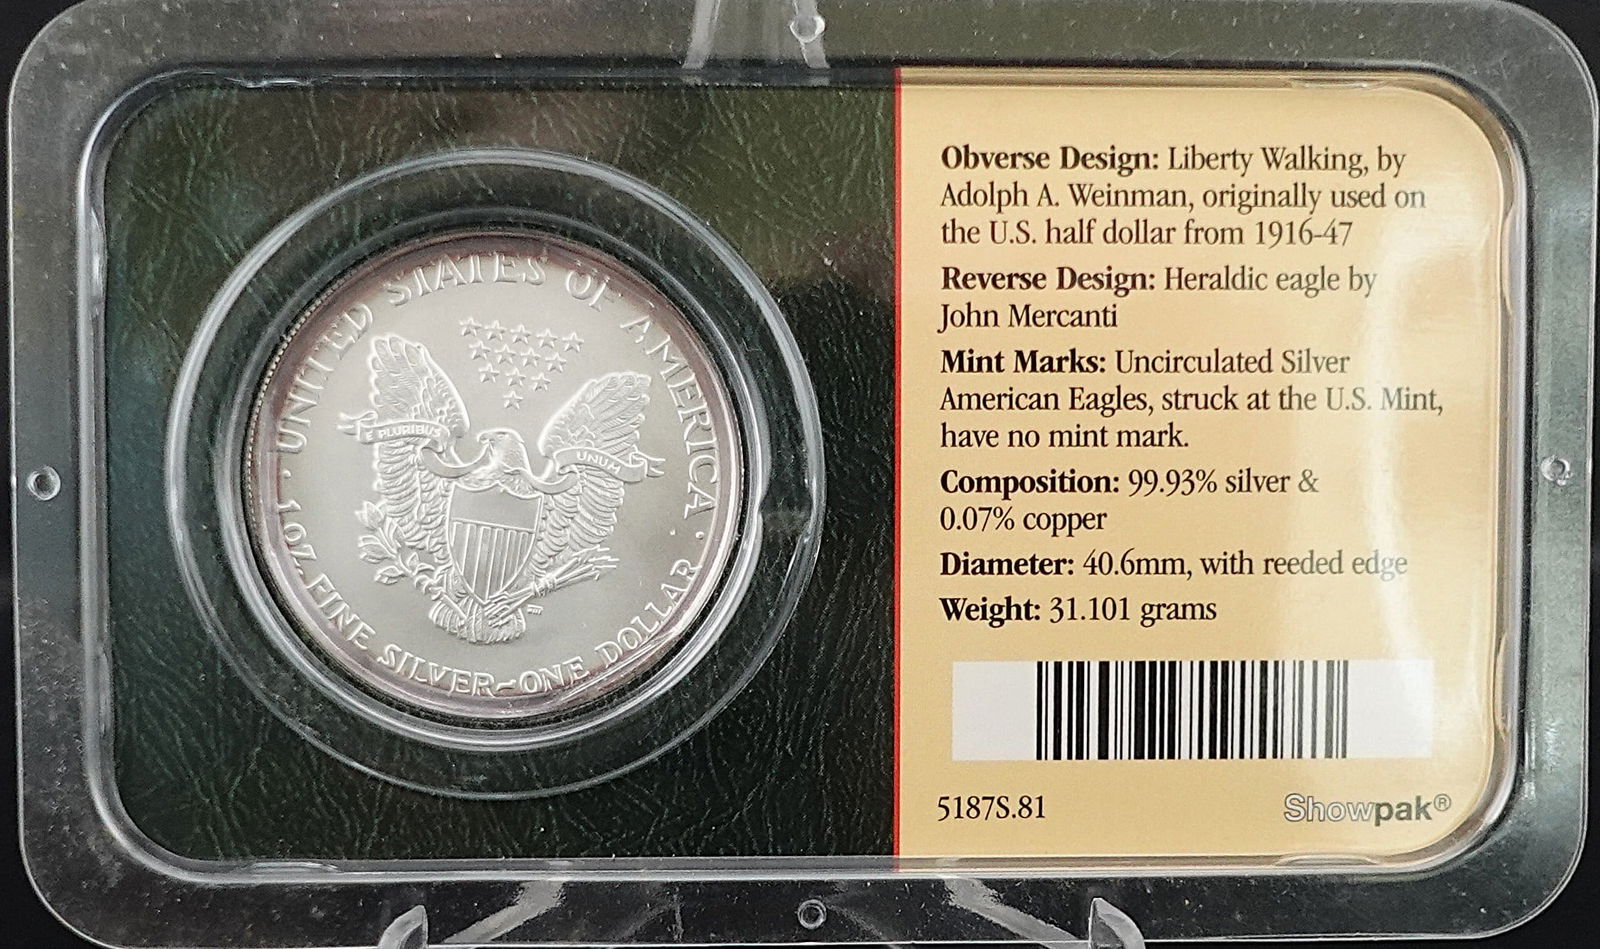 UNITED STATES OF AMERICA
E PLURIBUS
UNUM
1 OZ. FINE SILVER~ONE DOLLAR
Obverse Design: Liberty Walking, by
Adolph A. Weinman, originally used on
the U.S. half dollar from 1916-47
Reverse Design: Heraldic eagle by
John Mercanti
Mint Marks: Uncirculated Silver
American Eagles, struck at the U.S. Mint,
have no mint mark.
Composition: 99.93% silver &
0.07% copper
Diameter: 40.6mm, with reeded edge
Weight: 31.101 grams
5187S.81
Showpak®